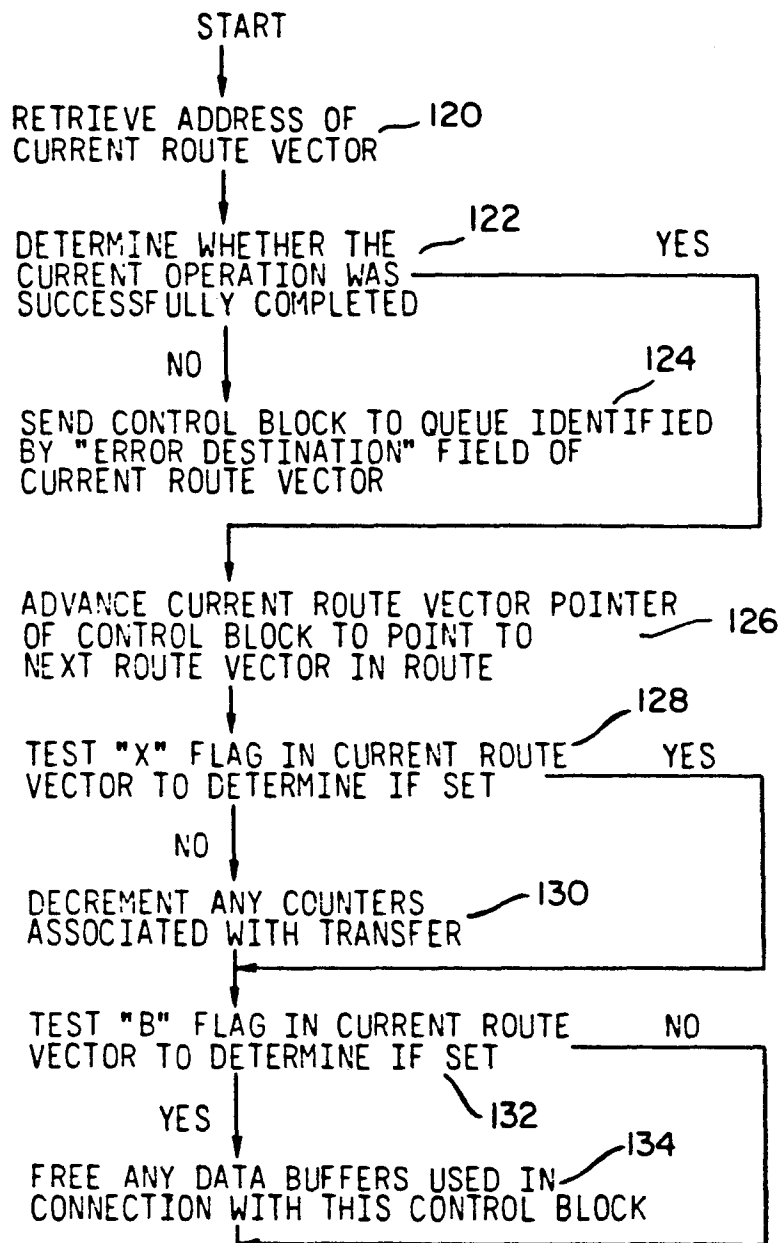 START
RETRIEVE ADDRESS OF
CURRENT ROUTE VECTOR
120
DETERMINE WHETHER THE
CURRENT OPERATION WAS
SUCCESSFULLY COMPLETED
122
YES
NO
124
SEND CONTROL BLOCK TO QUEUE IDENTIFIED
BY "ERROR DESTINATION" FIELD OF
CURRENT ROUTE VECTOR
ADVANCE CURRENT ROUTE VECTOR POINTER
OF CONTROL BLOCK TO POINT TO
NEXT ROUTE VECTOR IN ROUTE
126
128
TEST "X" FLAG IN CURRENT ROUTE
VECTOR TO DETERMINE IF SET
YES
NO
DECREMENT ANY COUNTERS
ASSOCIATED WITH TRANSFER
130
TEST "B" FLAG IN CURRENT ROUTE
VECTOR TO DETERMINE IF SET
NO
132
YES
134
FREE ANY DATA BUFFERS USED IN
CONNECTION WITH THIS CONTROL BLOCK